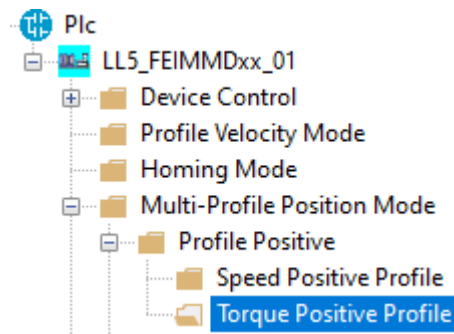 Plc
LL5_FEIMMDxx_01
Device Control
Profile Velocity Mode
Homing Mode
Multi-Profile Position Mode
Profile Positive
Speed Positive Profile
Torque Positive Profile